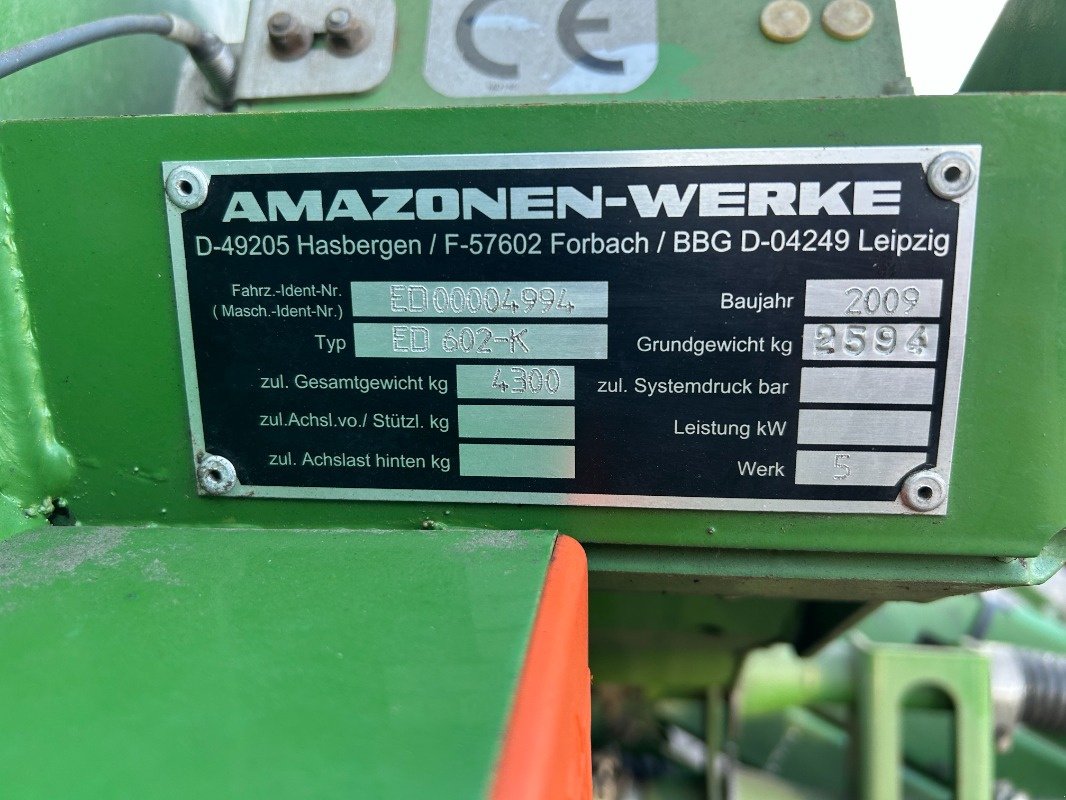 CE
AMAZONEN-WERKE
D-49205 Hasbergen / F-57602 Forbach / BBG D-04249 Leipzig
Fahrz.-Ident-Nr.
( Masch.-Ident-Nr.) ED00004994
Typ ED 602-K
zul. Gesamtgewicht kg 4300
zul.Achsl.vo./ Stützl. kg
zul. Achslast hinten kg
Baujahr 2009
Grundgewicht kg 2594
zul. Systemdruck bar
Leistung kW
Werk 5